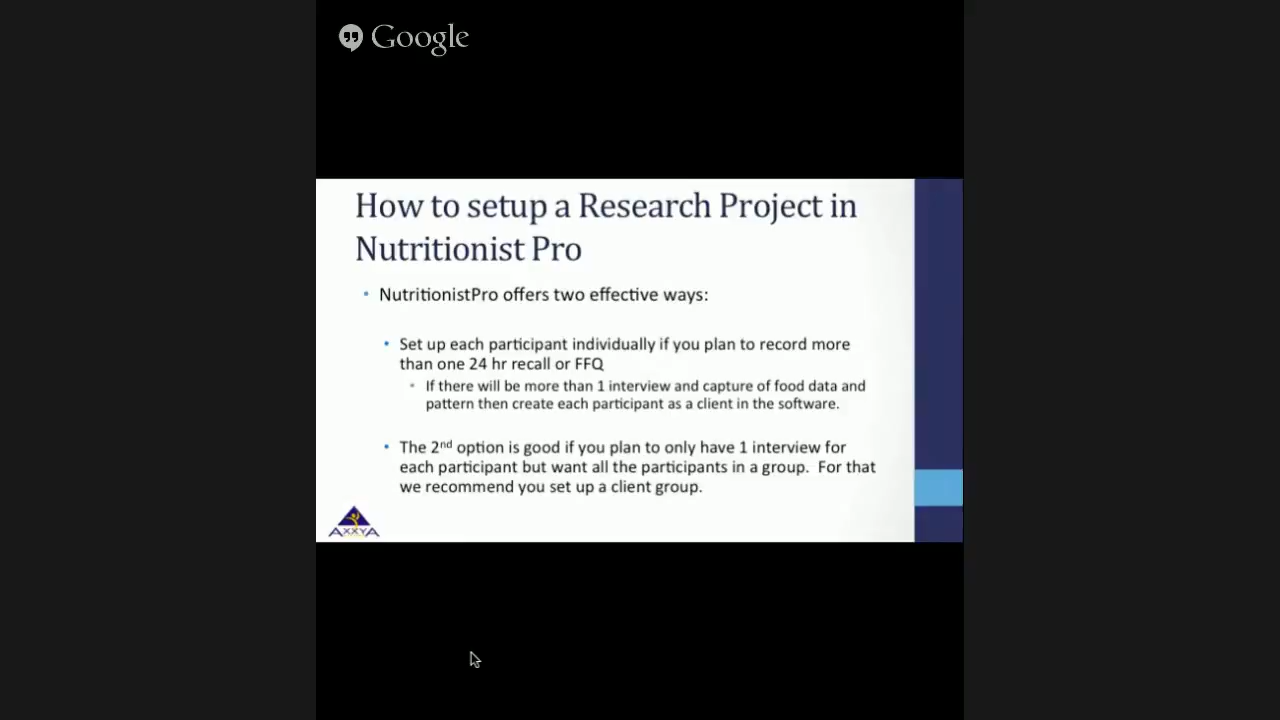 Google
How to setup a Research Project in
Nutritionist Pro
• NutritionistPro offers two effective ways:
• Set up each participant individually if you plan to record more
than one 24 hr recall or FFQ
• If there will be more than 1 interview and capture of food data and
pattern then create each participant as a client in the software.
• The 2nd option is good if you plan to only have 1 interview for
each participant but want all the participants in a group. For that
we recommend you set up a client group.
AXXYA